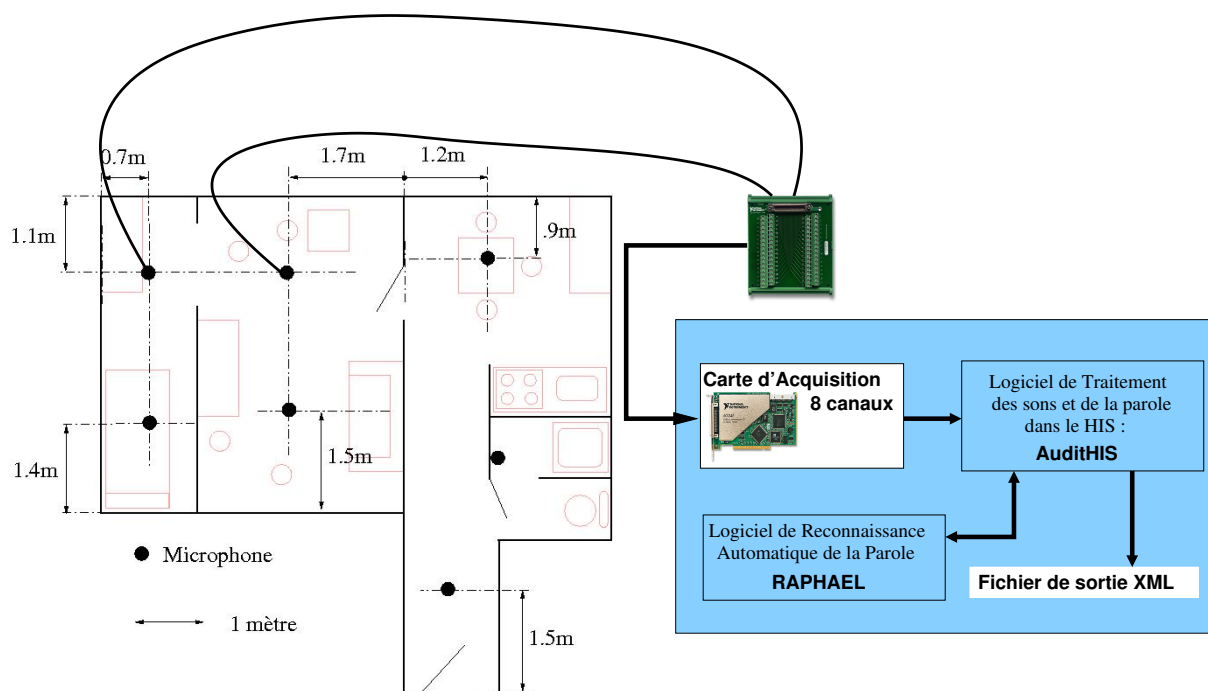 0.7m
1.7m
1.2m
1.1m
.9m
1.4m
1.5m
Microphone
1 mètre
1.5m
Carte d'Acquisition
8 canaux
Logiciel de Traitement
des sons et de la parole
dans le HIS :
AuditHIS
Logiciel de Reconnaissance
Automatique de la Parole
RAPHAEL
Fichier de sortie XML